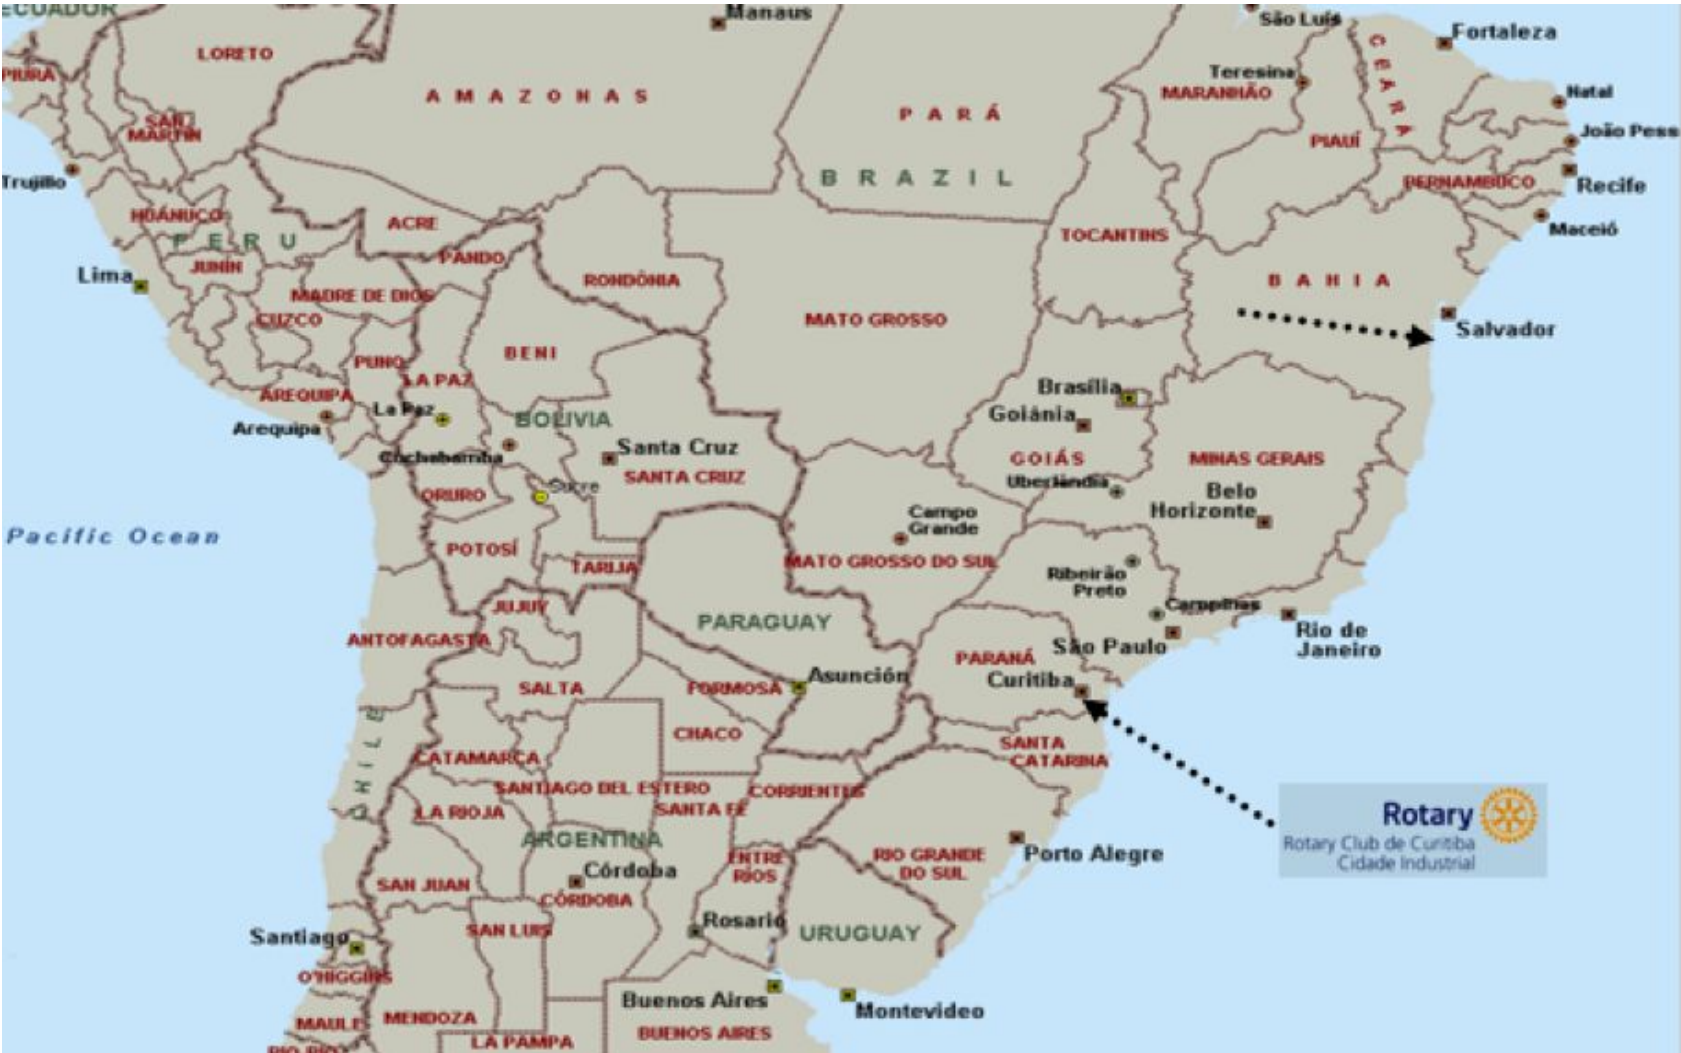 ECUADOR
Manaus
São Luís
Fortaleza
LORETO
PIURA
Teresina
CEARÁ
AMAZONAS
MARANHÃO
Natal
PARÁ
SAN
MARTÍN
PIAUÍ
João Pess
Trujillo
BRAZIL
PERNAMBUCO
Recife
HUÁNUCO
ACRE
Maceió
PERU
TOCANTINS
PANDO
JUNÍN
Lima
RONDÔNIA
BAHIA
MADRE DE DIOS
CUZCO
MATO GROSSO
Salvador
PUNO
BENI
LA PAZ
Brasília
AREQUIPA
La Paz
Goiânia
Arequipa
BOLIVIA
Cochabamba
Santa Cruz
GOIÁS
MINAS GERAIS
SANTA CRUZ
ORURO
Sucre
Uberlândia
Belo
Horizonte
Campo
Grande
Pacific Ocean
POTOSÍ
TARIJA
MATO GROSSO DO SUL
Ribeirão
Preto
JUJUY
Campinas
PARAGUAY
Rio de
Janeiro
ANTOFAGASTA
São Paulo
PARANÁ
Asunción
Curitiba
SALTA
FORMOSA
CHILE
CHACO
SANTA
CATARINA
CATAMARCA
SANTIAGO DEL ESTERO
CORRIENTES
LA RIOJA
SANTA FE
Rotary
Rotary Club de Curitiba
Cidade Industrial
ARGENTINA
ENTRE
RÍOS
RIO GRANDE
DO SUL
Porto Alegre
Córdoba
SAN JUAN
CÓRDOBA
Rosario
SAN LUIS
URUGUAY
Santiago
O'HIGGINS
Buenos Aires
Montevideo
MAULE
MENDOZA
BUENOS AIRES
LA PAMPA
BIO-BIO